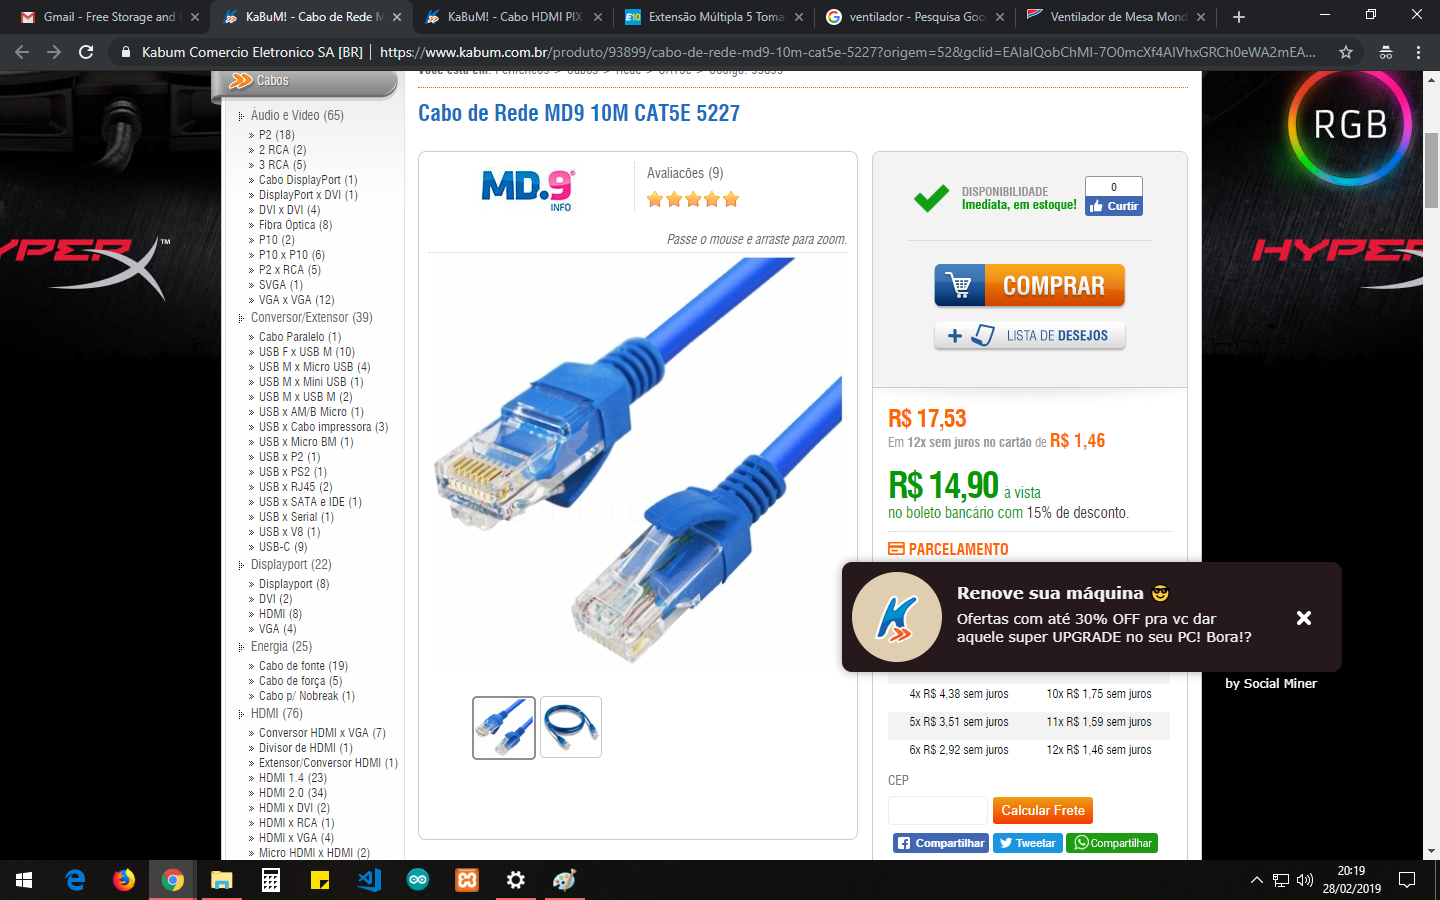 Gmail - Free Storage and
KaBuM! - Cabo de Rede M
KaBuM! - Cabo HDMI PIX
Extensão Múltipla 5 Toma
ventilador - Pesquisa Goo
Ventilador de Mesa Mond
Kabum Comercio Eletronico SA [BR]
https://www.kabum.com.br/produto/93899/cabo-de-rede-md9-10m-cat5e-5227?origem=52&gclid=EAIaIQobChMI-7O0mcXf4AIVhxGRCh0eWA2mEA...
Cabos
Áudio e Video (65)
P2 (18)
2 RCA (2)
3 RCA (5)
Cabo DisplayPort (1)
DisplayPort x DVI (1)
DVI x DVI (4)
Fibra Óptica (8)
P10 (2)
P10 x P10 (6)
P2 x RCA (5)
SVGA (1)
VGA x VGA (12)
Conversor/Extensor (39)
Cabo Paralelo (1)
USB F x USB M (10)
USB M x Micro USB (4)
USB M x Mini USB (1)
USB M x USB M (2)
USB x AM/B Micro (1)
USB x Cabo impressora (3)
USB x Micro BM (1)
USB x P2 (1)
USB x PS2 (1)
USB x RJ45 (2)
USB x SATA e IDE (1)
USB x Serial (1)
USB x V8 (1)
USB-C (9)
Displayport (22)
Displayport (8)
DVI (2)
HDMI (8)
VGA (4)
Energia (25)
Cabo de fonte (19)
Cabo de força (5)
Cabo p/ Nobreak (1)
HDMI (76)
Conversor HDMI x VGA (7)
Divisor de HDMI (1)
Extensor/Conversor HDMI (1)
HDMI 1.4 (23)
HDMI 2.0 (34)
HDMI x DVI (2)
HDMI x RCA (1)
HDMI x VGA (4)
Micro HDMI x HDMI (2)
Você está em: Periféricos > Cabos > Rede > CAT5E > Código: 93899
Cabo de Rede MD9 10M CAT5E 5227
MD.9
INFO
Avaliações (9)
Passe o mouse e arraste para zoom.
DISPONIBILIDADE
Imediata, em estoque!
0
Curtir
COMPRAR
LISTA DE DESEJOS
R$ 17,53
Em 12x sem juros no cartão de R$ 1,46
R$ 14,90 à vista
no boleto bancário com 15% de desconto.
PARCELAMENTO
Renove sua máquina 😎
Ofertas com até 30% OFF pra vc dar
aquele super UPGRADE no seu PC! Bora!?
by Social Miner
4x R$ 4,38 sem juros
10x R$ 1,75 sem juros
5x R$ 3,51 sem juros
11x R$ 1,59 sem juros
6x R$ 2,92 sem juros
12x R$ 1,46 sem juros
CEP
Calcular Frete
Compartilhar
Tweetar
Compartilhar
YPERX™
RGB
HYPER
20:19
28/02/2019